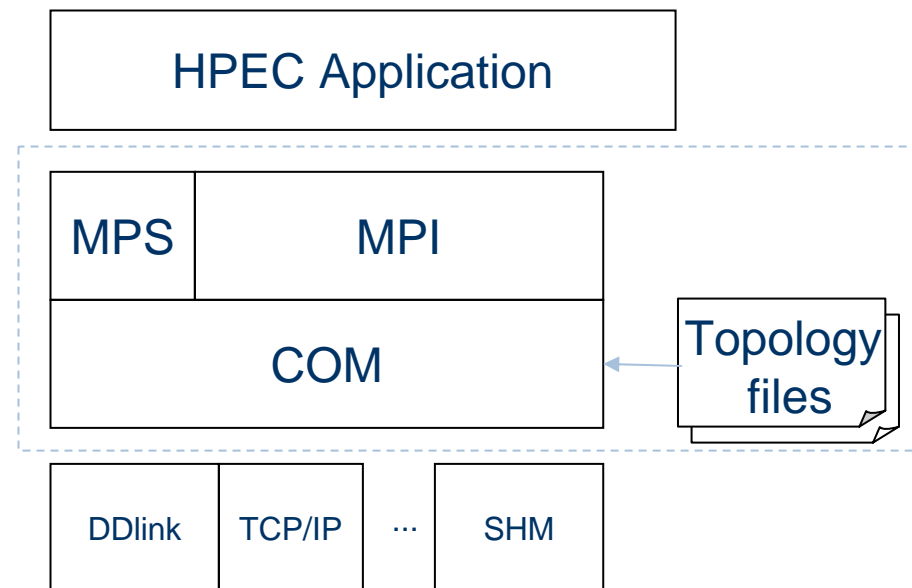 HPEC Application
MPS MPI
COM
Topology
files
DDlink TCP/IP ... SHM